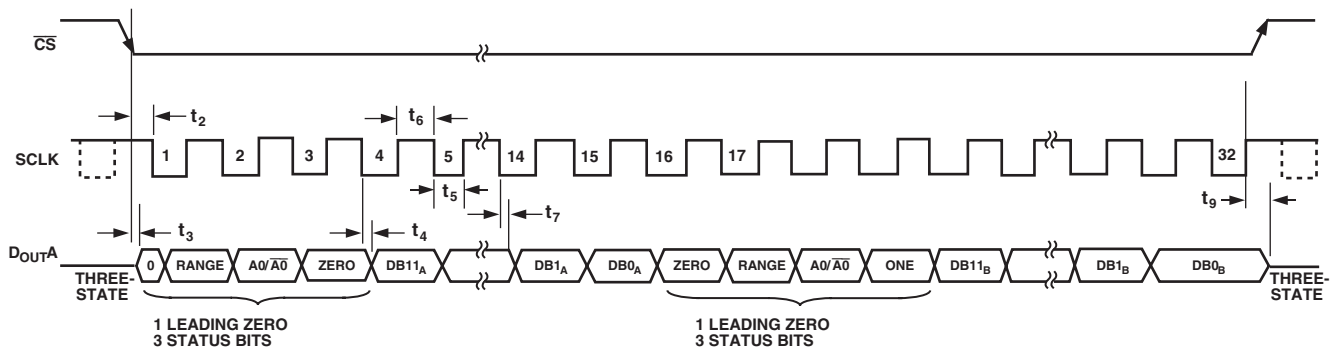 CS
t2
t6
SCLK
1 2 3 4 5 14 15 16 17 32
t5
t7
t9
t3
t4
DOUTA
0 RANGE A0/A0 ZERO DB11A DB1A DB0A ZERO RANGE A0/A0 ONE DB11B DB1B DB0B
THREE-
STATE
THREE-
STATE
1 LEADING ZERO
3 STATUS BITS
1 LEADING ZERO
3 STATUS BITS